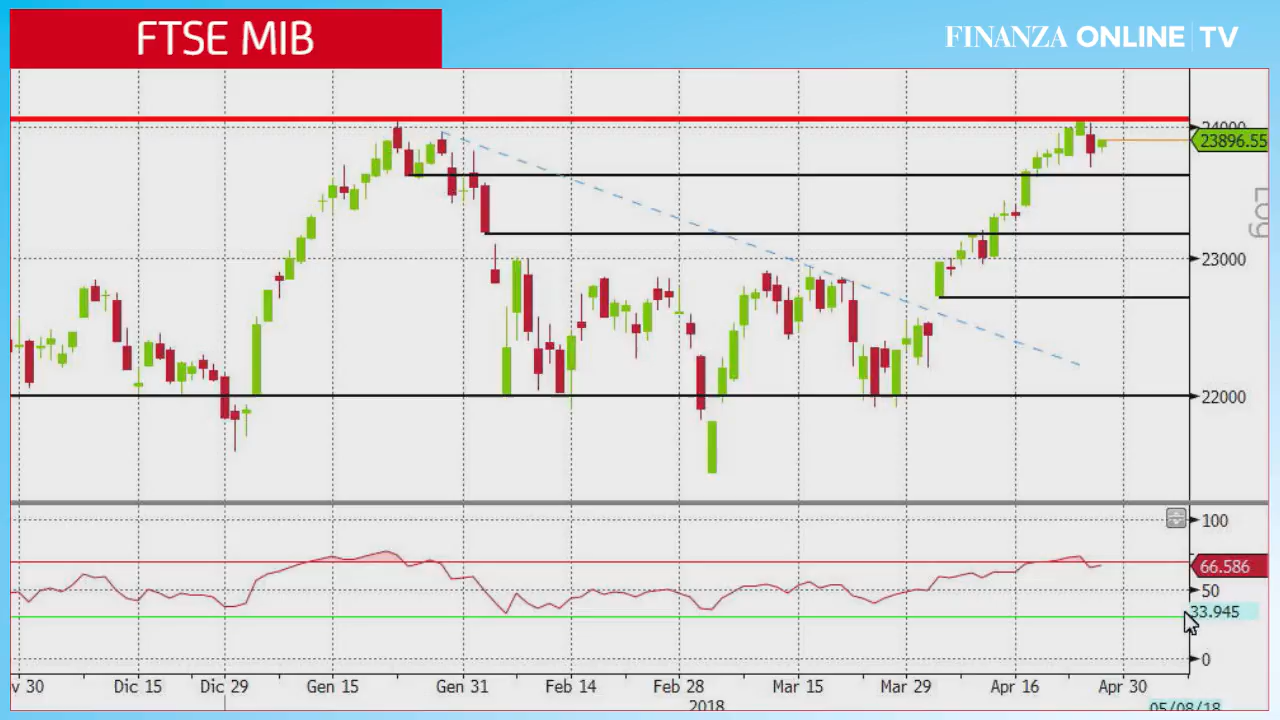 FTSE MIB
FINANZA ONLINE TV
24000
23896.55
Log
23000
22000
100
66.586
50
33.945
0
v 30 Dic 15 Dic 29 Gen 15 Gen 31 Feb 14 Feb 28 Mar 15 Mar 29 Apr 16 Apr 30
2018
05/08/18